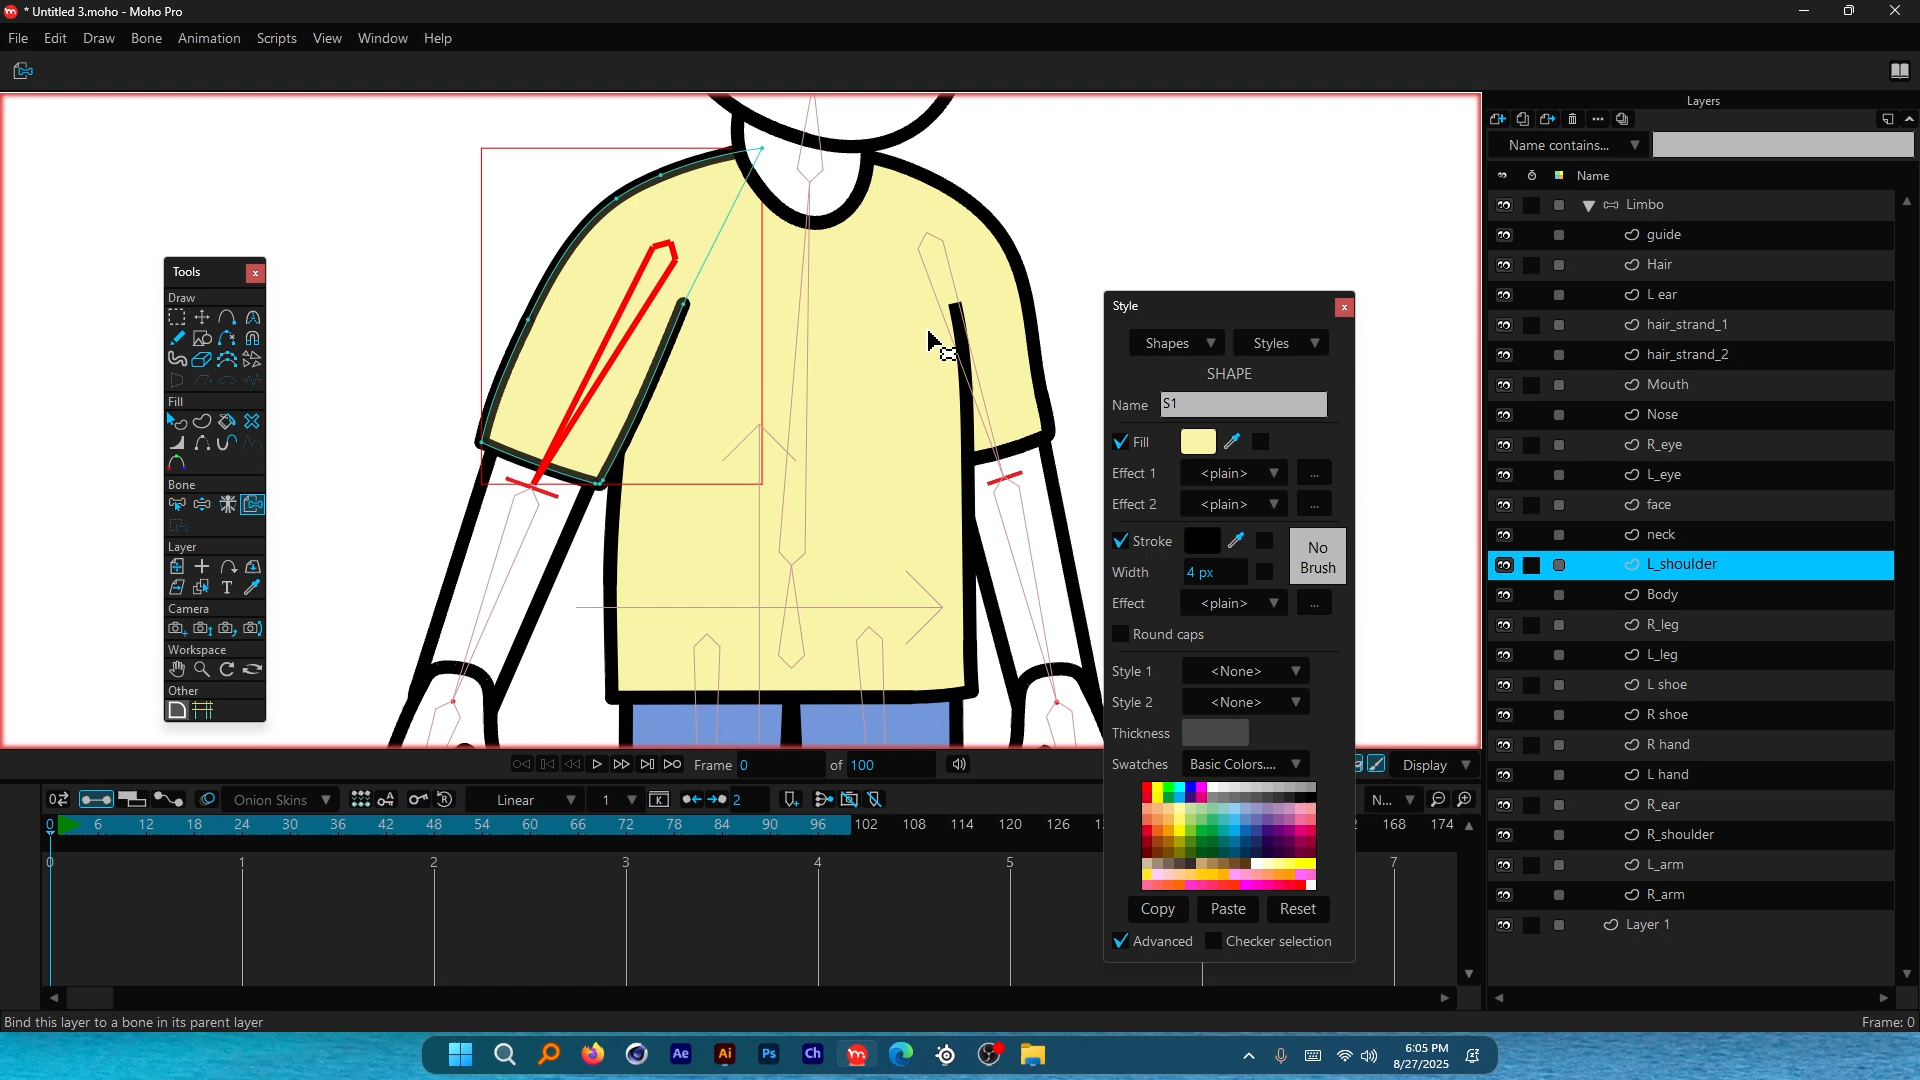 * Untitled 3.moho - Moho Pro
File Edit Draw Bone Animation Scripts View Window Help
Layers
Name contains...
Name
Limbo
guide
Hair
L ear
hair_strand_1
hair_strand_2
Mouth
Nose
R_eye
L_eye
face
neck
L_shoulder
Body
R_leg
L_leg
L shoe
R shoe
R hand
L hand
R_ear
R_shoulder
L_arm
R_arm
Layer 1
Tools
Draw
Fill
Bone
Layer
T
Camera
Workspace
Other
Style
Shapes Styles
SHAPE
Name S1
Fill
Effect 1 <plain> ...
Effect 2 <plain> ...
Stroke
No Brush
Width 4 px
Effect <plain> ...
Round caps
Style 1 <None>
Style 2 <None>
Thickness
Swatches Basic Colors....
Copy Paste Reset
Advanced Checker selection
Frame 0 of 100
Display
Onion Skins Linear 1 2 N...
0 6 12 18 24 30 36 42 48 54 60 66 72 78 84 90 96 102 108 114 120 126 168 174
0 1 2 3 4 5 7
Bind this layer to a bone in its parent layer
Frame: 0
Ae Ai Ps Ch
6:05 PM
8/27/2025